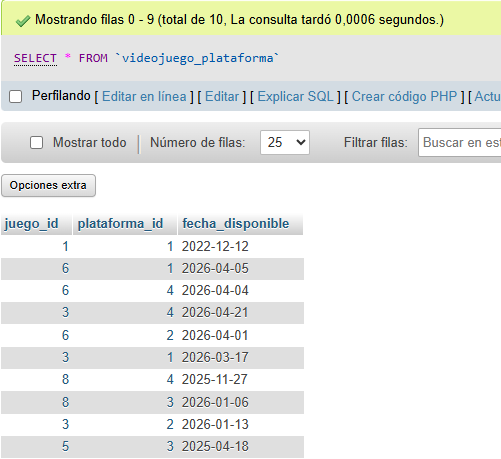 Mostrando filas 0 - 9 (total de 10, La consulta tardó 0,0006 segundos.)
SELECT * FROM `videojuego_plataforma`
Perfilando [ Editar en línea ] [ Editar ] [ Explicar SQL ] [ Crear código PHP ] [ Actu
Mostrar todo Número de filas: 25 Filtrar filas: Buscar en est
Opciones extra
juego_id plataforma_id fecha_disponible
1 1 2022-12-12
6 1 2026-04-05
6 4 2026-04-04
3 4 2026-04-21
6 2 2026-04-01
3 1 2026-03-17
8 4 2025-11-27
8 3 2026-01-06
3 2 2026-01-13
5 3 2025-04-18